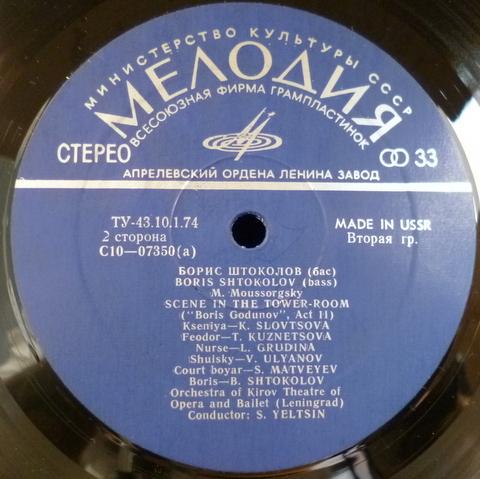 МИНИСТЕРСТВО КУЛЬТУРЫ СССР
МЕЛОДИЯ
ВСЕСОЮЗНАЯ ФИРМА ГРАМПЛАСТИНОК
СТЕРЕО
33
АПРЕЛЕВСКИЙ ОРДЕНА ЛЕНИНА ЗАВОД
ТУ-43.10.1.74
2 сторона
С10—07350(а)
MADE IN USSR
Вторая гр.
БОРИС ШТОКОЛОВ (бас)
BORIS SHTOKOLOV (bass)
M. Moussorgsky
SCENE IN THE TOWER-ROOM
("Boris Godunov", Act 11)
Kseniya—K. SLOVTSOVA
Feodor—T. KUZNETSOVA
Nurse—L. GRUDINA
Shuisky—V. ULYANOV
Court boyar—S. MATVEYEV
Boris—B. SHTOKOLOV
Orchestra of Kirov Theatre of
Opera and Ballet (Leningrad)
Conductor: S. YELTSIN